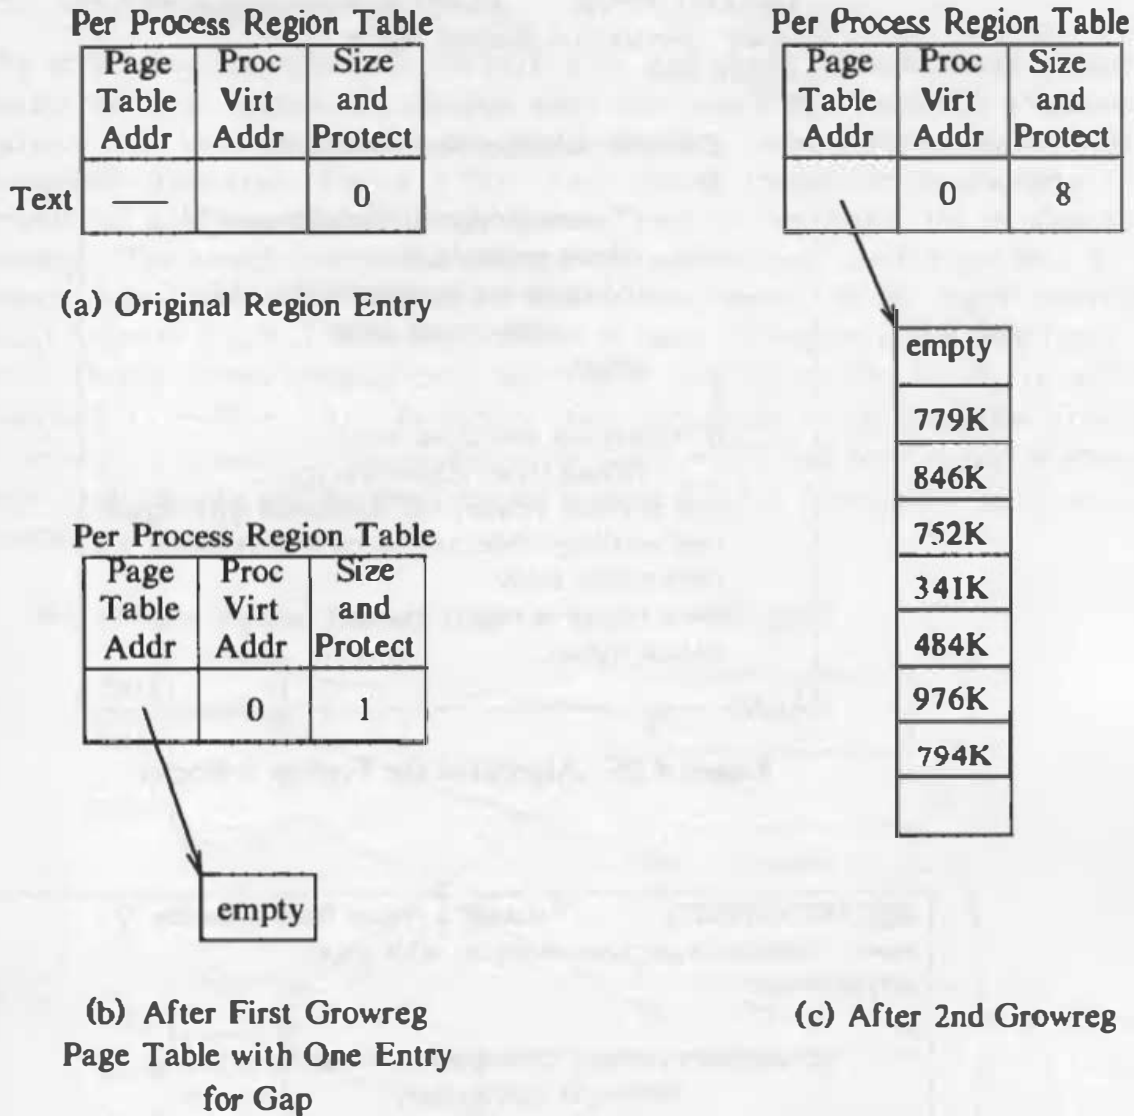 Per Process Region Table
Page Proc Size
Table Virt and
Addr Addr Protect
Text — 0
(a) Original Region Entry
Per Process Region Table
Page Proc Size
Table Virt and
Addr Addr Protect
0 1
empty
(b) After First Growreg
Page Table with One Entry
for Gap
Per Process Region Table
Page Proc Size
Table Virt and
Addr Addr Protect
0 8
empty
779K
846K
752K
341K
484K
976K
794K
(c) After 2nd Growreg